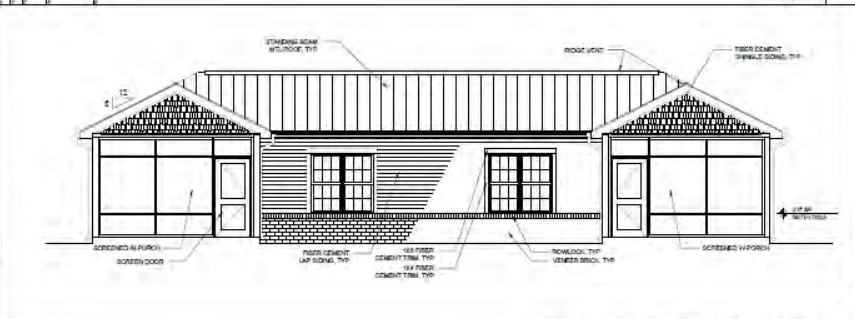 STANDING SEAM
MTL ROOF, TYP
RIDGE VENT
FIBER CEMENT
SHINGLE SIDING, TYP
12
6
SCREENED IN PORCH
SCREEN DOOR
FIBER CEMENT
LAP SIDING, TYP
FIBER
CEMENT TRIM, TYP
FIBER
CEMENT TRIM, TYP
ROWLOCK, TYP
VENEER BRICK, TYP
SCREENED IN PORCH